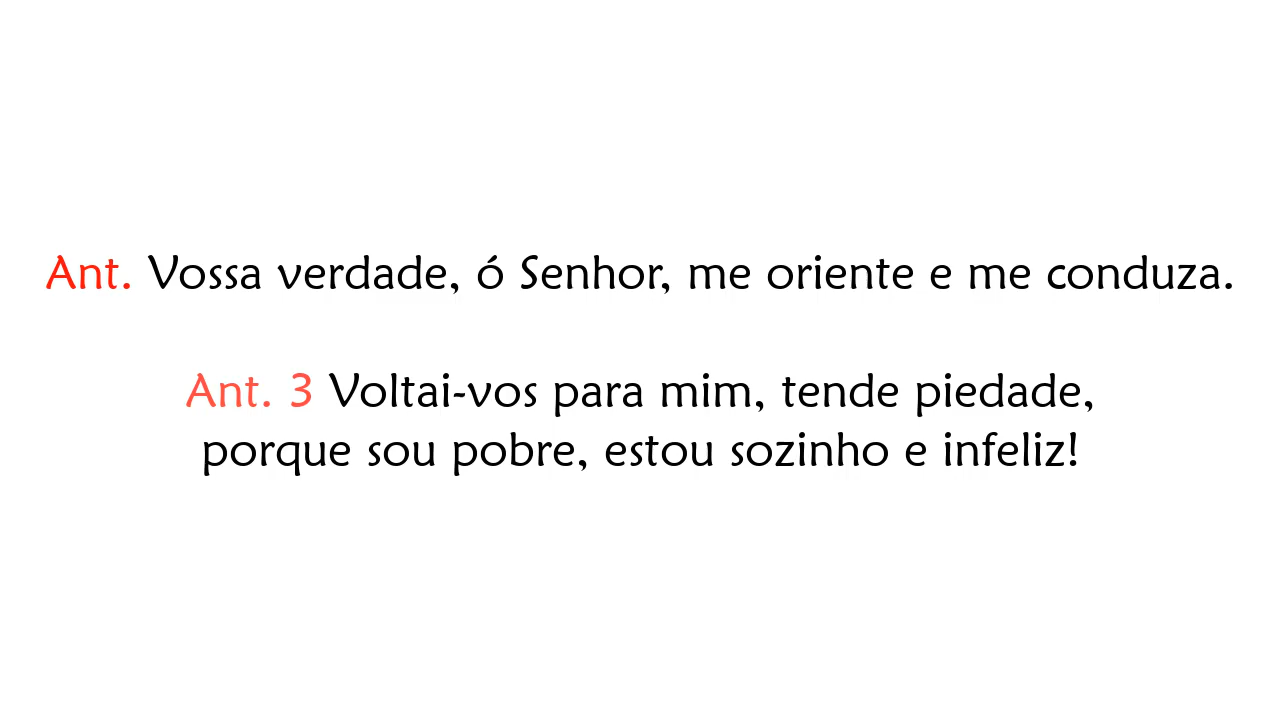 Ant. Vossa verdade, ó Senhor, me oriente e me conduza.
Ant. 3 Voltai-vos para mim, tende piedade,
porque sou pobre, estou sozinho e infeliz!